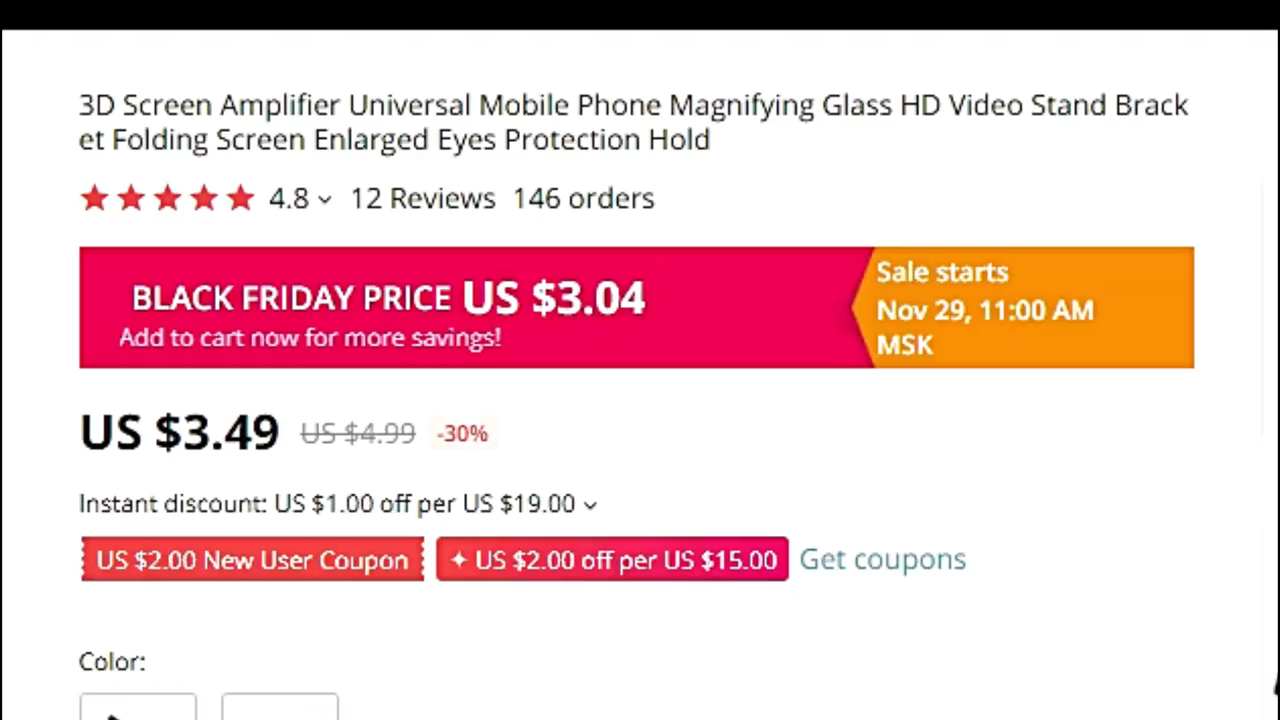 3D Screen Amplifier Universal Mobile Phone Magnifying Glass HD Video Stand Brack
et Folding Screen Enlarged Eyes Protection Hold
4.8 12 Reviews 146 orders
BLACK FRIDAY PRICE US $3.04
Add to cart now for more savings!
Sale starts
Nov 29, 11:00 AM
MSK
US $3.49 US $4.99 -30%
Instant discount: US $1.00 off per US $19.00
US $2.00 New User Coupon US $2.00 off per US $15.00 Get coupons
Color: